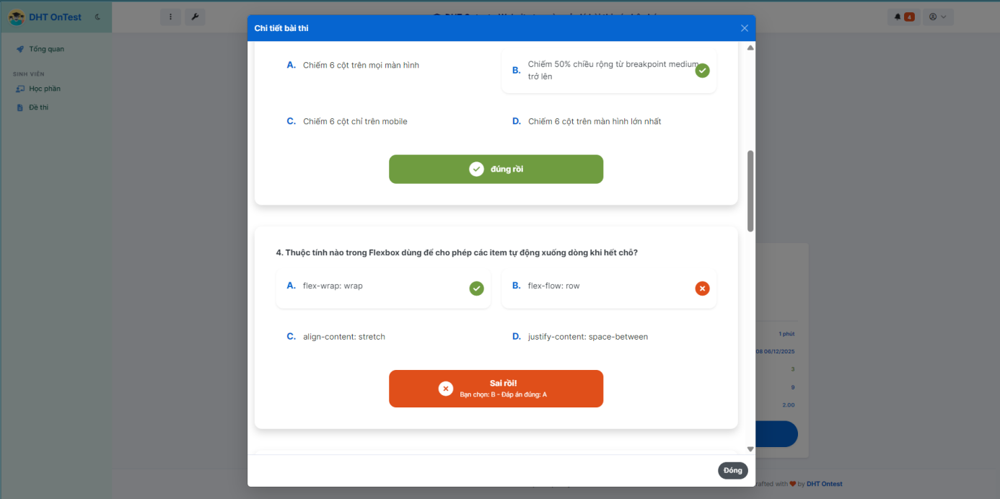 DHT OnTest
4
Chi tiết bài thi
Tổng quan
SINH VIÊN
Học phần
Đề thi
A. Chiếm 6 cột trên mọi màn hình
B. Chiếm 50% chiều rộng từ breakpoint medium
trở lên
C. Chiếm 6 cột chỉ trên mobile
D. Chiếm 6 cột trên màn hình lớn nhất
đúng rồi
4. Thuộc tính nào trong Flexbox dùng để cho phép các item tự động xuống dòng khi hết chỗ?
A. flex-wrap: wrap
B. flex-flow: row
C. align-content: stretch
D. justify-content: space-between
Sai rồi!
Bạn chọn: B - Đáp án đúng: A
1 phút
08 06/12/2025
3
9
2.00
Đóng
rafted with by DHT Ontest